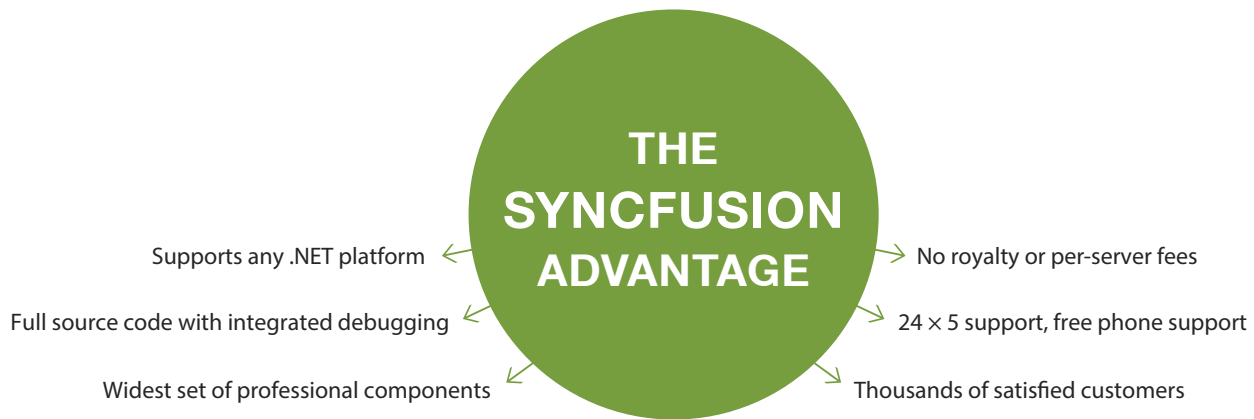 THE
SYNCFUSION
ADVANTAGE
Supports any .NET platform
Full source code with integrated debugging
Widest set of professional components
No royalty or per-server fees
24 × 5 support, free phone support
Thousands of satisfied customers